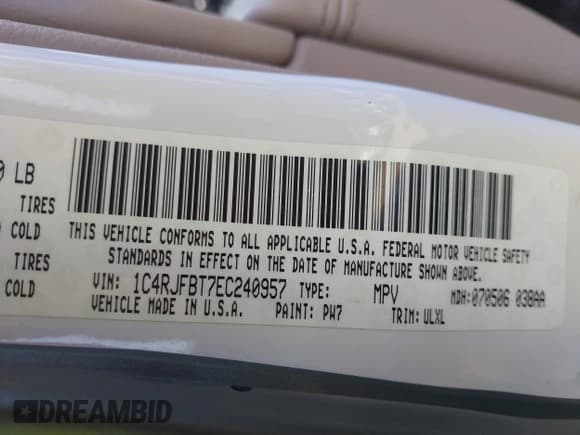 0 LB
TIRES
COLD
TIRES
COLD
THIS VEHICLE CONFORMS TO ALL APPLICABLE U.S.A. FEDERAL MOTOR VEHICLE SAFETY
STANDARDS IN EFFECT ON THE DATE OF MANUFACTURE SHOWN ABOVE.
VIN: 1C4RJFBT7EC240957 TYPE: MPV MDH: 070506 038AA
VEHICLE MADE IN U.S.A. PAINT: PW7 TRIM: ULXL
DREAMBID